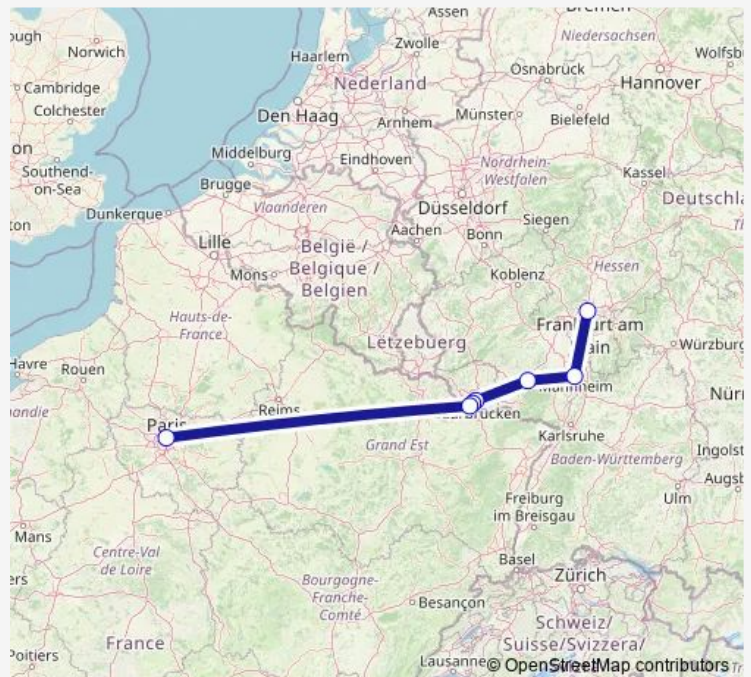 Assen
Bremen
ough
Norwich
Haarlem
Zwolle
Niedersachsen
Wolfsb
Osnabrück
Cambridge
Nederland
Hannover
Colchester
Den Haag
Arnhem
Münster
Bielefeld
on
Middelburg
Eindhoven
Southend-
on-Sea
Nordrhein-
Westfalen
Kassel
Brugge
Vlaanderen
Düsseldorf
Deutschla
Dunkerque
ton
Aachen
Siegen
Lille
Bonn
België /
Belgique /
Belgien
Mons
Koblenz
Hessen
Hauts-de-
France
Frankfurt am
Main
Lëtzebuerg
Würzburg
Havre
Rouen
Mannheim
Nürn
Reims
Saarbrücken
andie
Paris
Grand Est
Karlsruhe
Baden-Württemberg
Ingolst
Augsb
Freiburg
im Breisgau
Ulm
Mans
Centre-Val
de Loire
Basel
Zürich
ers
Bourgogne-
Franche-
Comté
Besançon
Schweiz/
Suisse/Svizzera/
France
Poitiers
Lausanne
© OpenStreetMap contributors